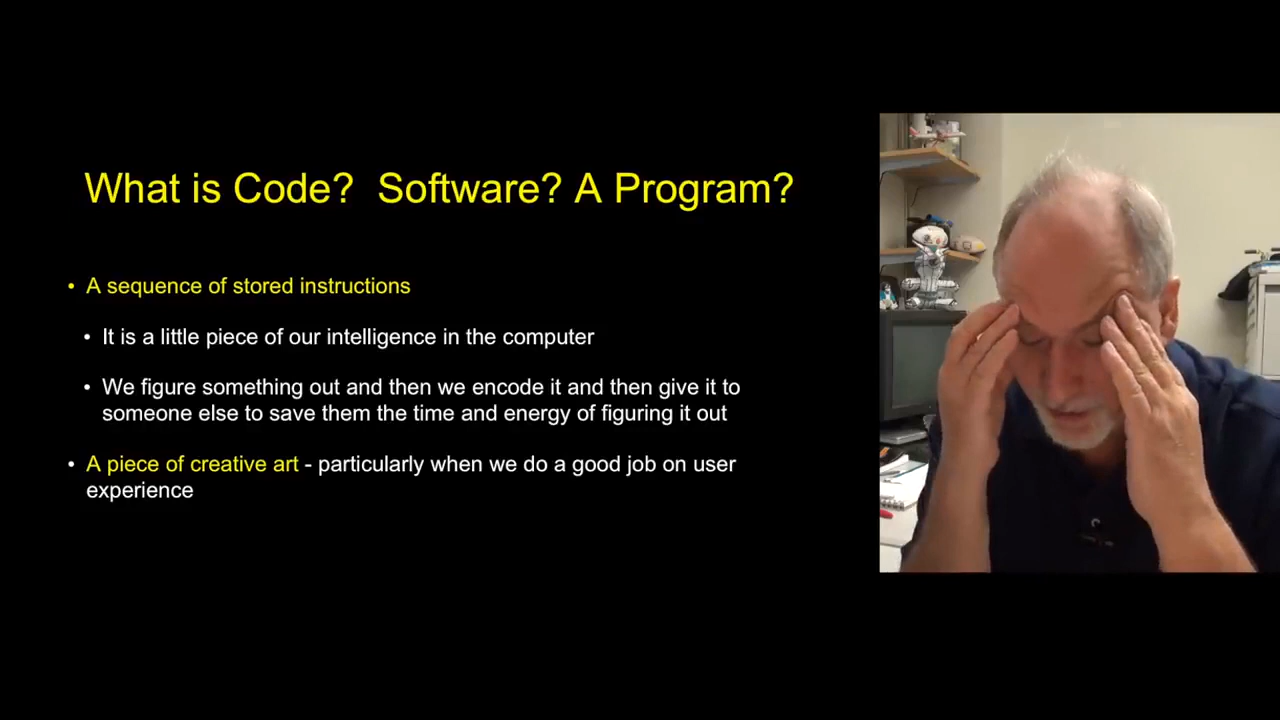 What is Code?  Software? A Program?
• A sequence of stored instructions
• It is a little piece of our intelligence in the computer
• We figure something out and then we encode it and then give it to
someone else to save them the time and energy of figuring it out
• A piece of creative art - particularly when we do a good job on user
experience